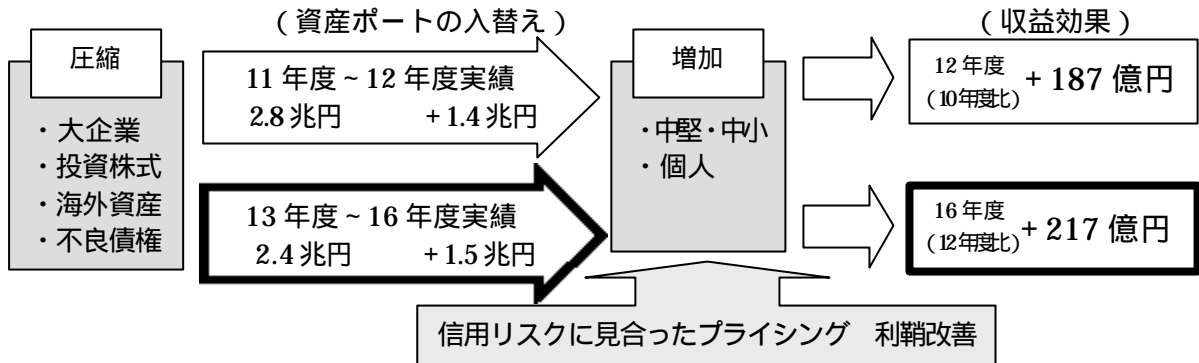 (資産ポートの入替え)
(収益効果)
圧縮
・大企業
・投資株式
・海外資産
・不良債権
11年度~12年度実績
2.8兆円 +1.4兆円
13年度~16年度実績
2.4兆円 +1.5兆円
増加
・中堅・中小
・個人
12年度
(10年度比)+187億円
16年度
(12年度比)+217億円
信用リスクに見合ったプライシング 利鞘改善